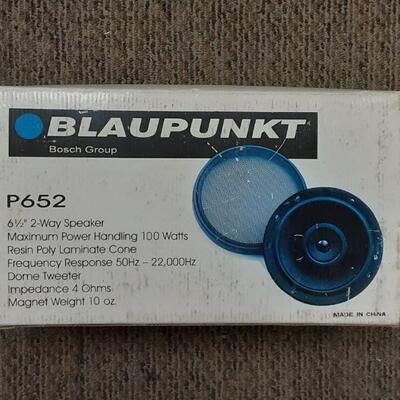 BLAUPUNKT
Bosch Group
P652
6½" 2-Way Speaker
Maximum Power Handling 100 Watts
Resin Poly Laminate Cone
Frequency Response 50Hz – 22,000Hz
Dome Tweeter
Impedance 4 Ohms
Magnet Weight 10 oz.
MADE IN CHINA